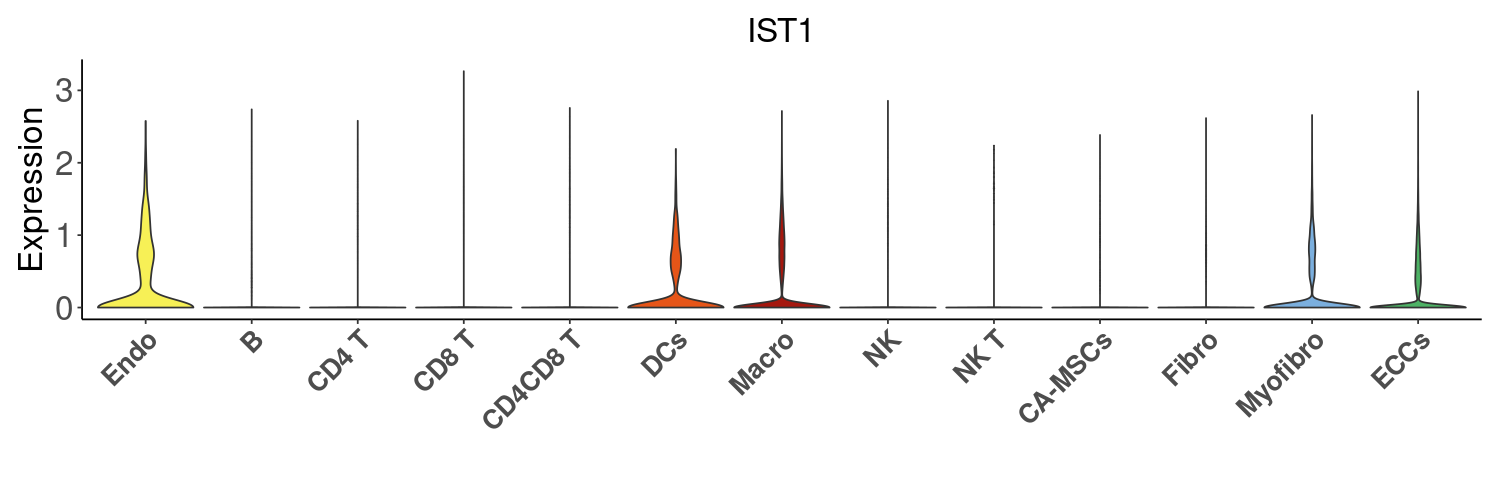 IST1
Expression
3
2
1
0
Endo
B
CD4 T
CD8 T
CD4CD8 T
DCs
Macro
NK
NK T
CA-MSCs
Fibro
Myofibro
ECCs